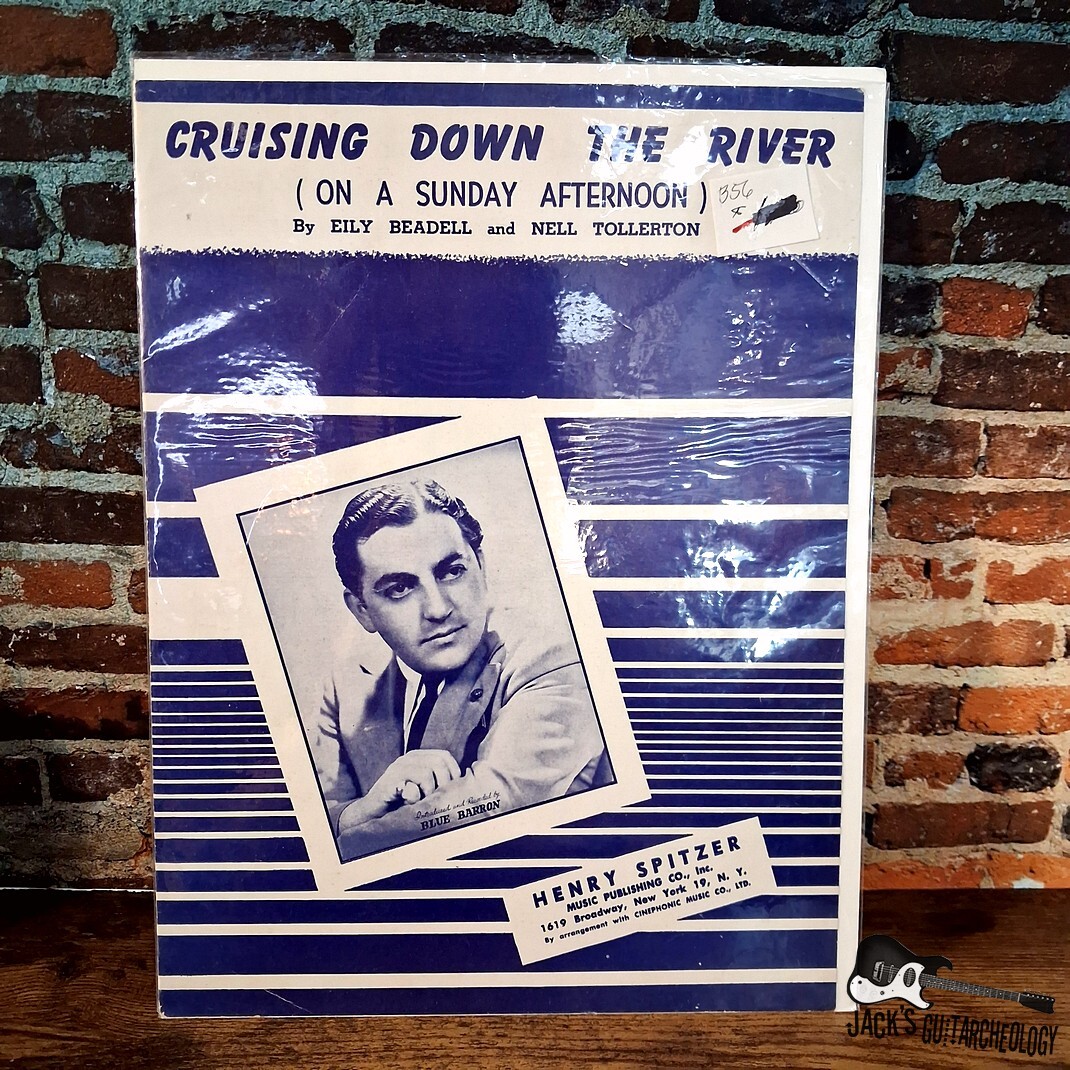 CRUISING DOWN THE RIVER
( ON A SUNDAY AFTERNOON )
By EILY BEADELL and NELL TOLLERTON
356
Introduced and Recorded by
BLUE BARRON
HENRY SPITZER
MUSIC PUBLISHING CO., Inc.
1619 Broadway, New York 19, N. Y.
By arrangement with CINEPHONIC MUSIC CO., LTD.
JACK'S GUITARCHEOLOGY